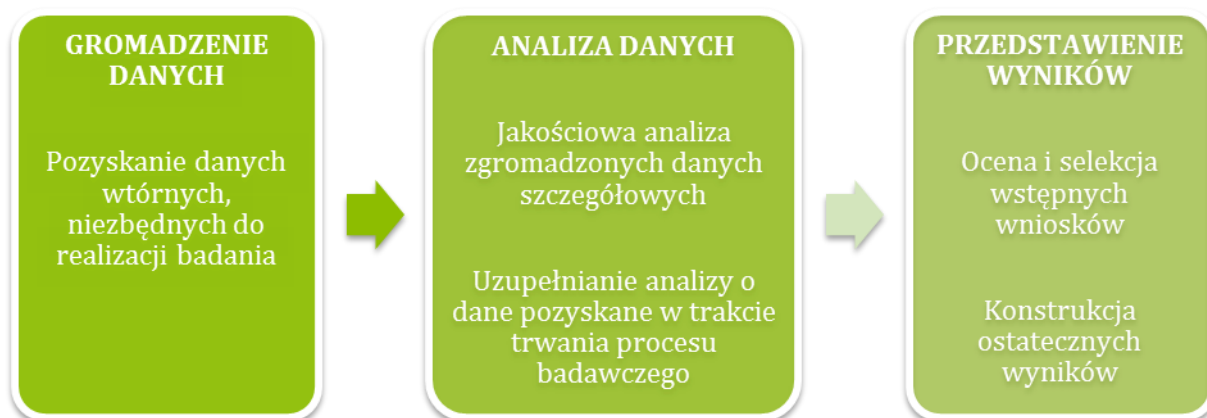 GROMADZENIE
DANYCH
Pozyskanie danych
wtórnych,
niezbędnych do
realizacji badania
ANALIZA DANYCH
Jakościowa analiza
zgromadzonych danych
szczegółowych
Uzupełnianie analizy o
dane pozyskane w trakcie
trwania procesu
badawczego
PRZEDSTAWIENIE
WYNIKÓW
Ocena i selekcja
wstępnych
wniosków
Konstrukcja
ostatecznych
wyników